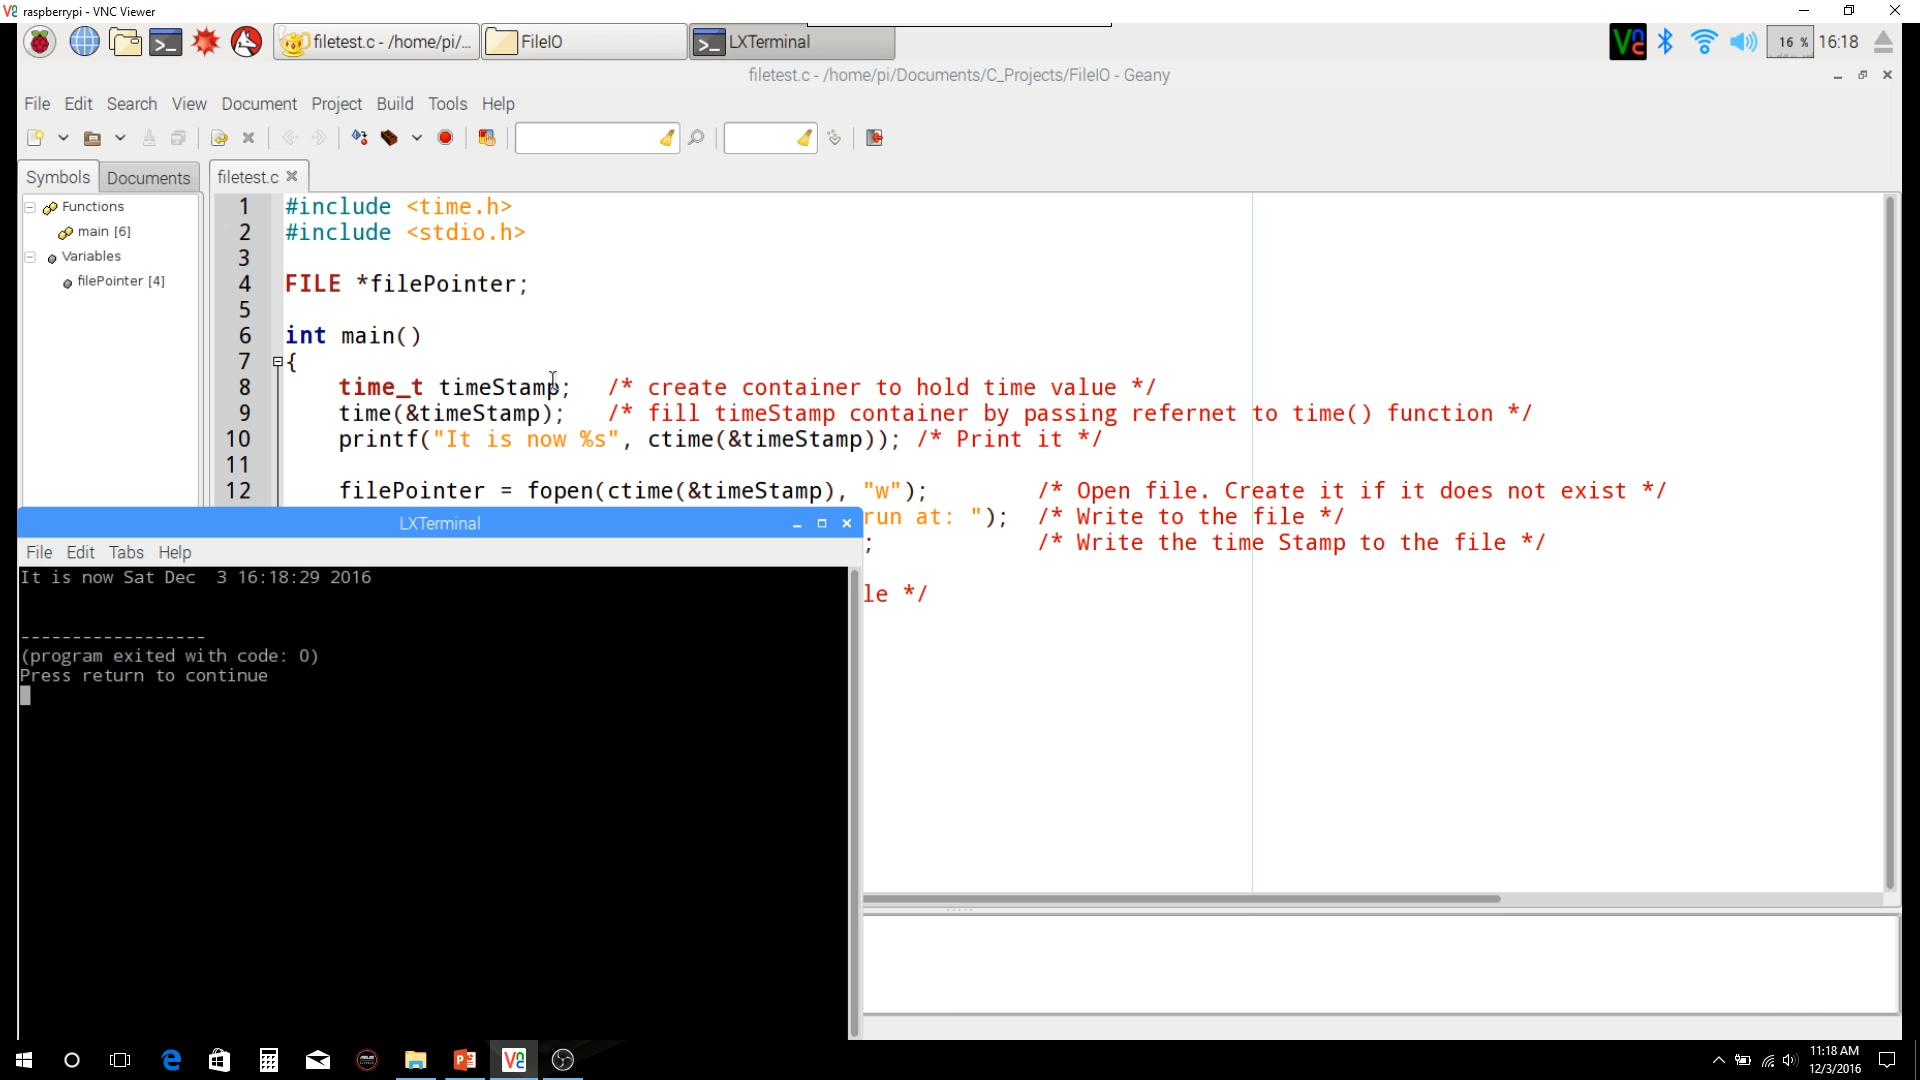 raspberrypi - VNC Viewer
filetest.c - /home/pi/...
FileIO
LXTerminal
16 %
16:18
filetest.c - /home/pi/Documents/C_Projects/FileIO - Geany
File Edit Search View Document Project Build Tools Help
Symbols Documents filetest.c
Functions
main [6]
Variables
filePointer [4]
1 #include <time.h>
2 #include <stdio.h>
3
4 FILE *filePointer;
5
6 int main()
7 {
8 time_t timeStamp; /* create container to hold time value */
9 time(&timeStamp); /* fill timeStamp container by passing refernet to time() function */
10 printf("It is now %s", ctime(&timeStamp)); /* Print it */
11
12 filePointer = fopen(ctime(&timeStamp), "w"); /* Open file. Create it if it does not exist */
run at: "); /* Write to the file */
; /* Write the time Stamp to the file */
le */
LXTerminal
File Edit Tabs Help
It is now Sat Dec  3 16:18:29 2016
------------------
(program exited with code: 0)
Press return to continue
11:18 AM
12/3/2016